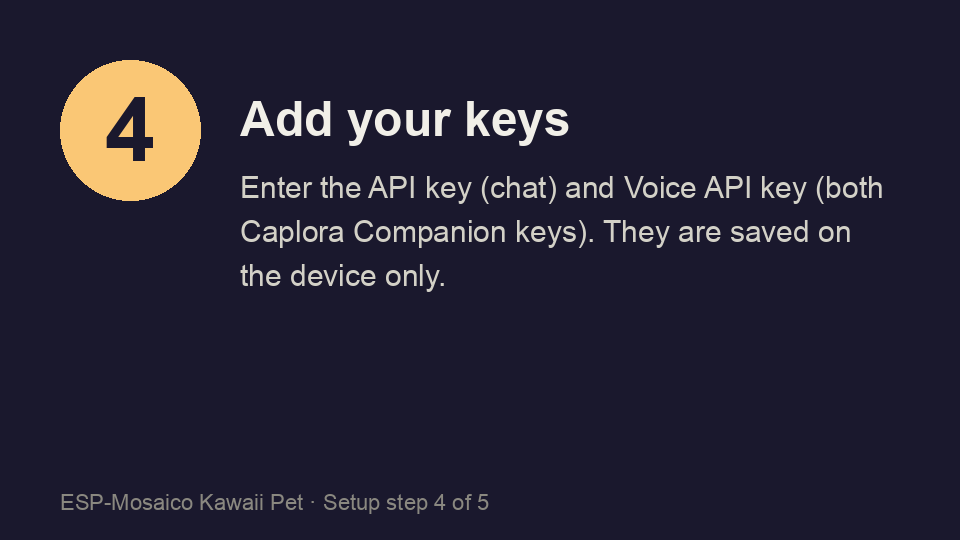 4
Add your keys
Enter the API key (chat) and Voice API key (both
Caplora Companion keys). They are saved on
the device only.
ESP-Mosaico Kawaii Pet · Setup step 4 of 5